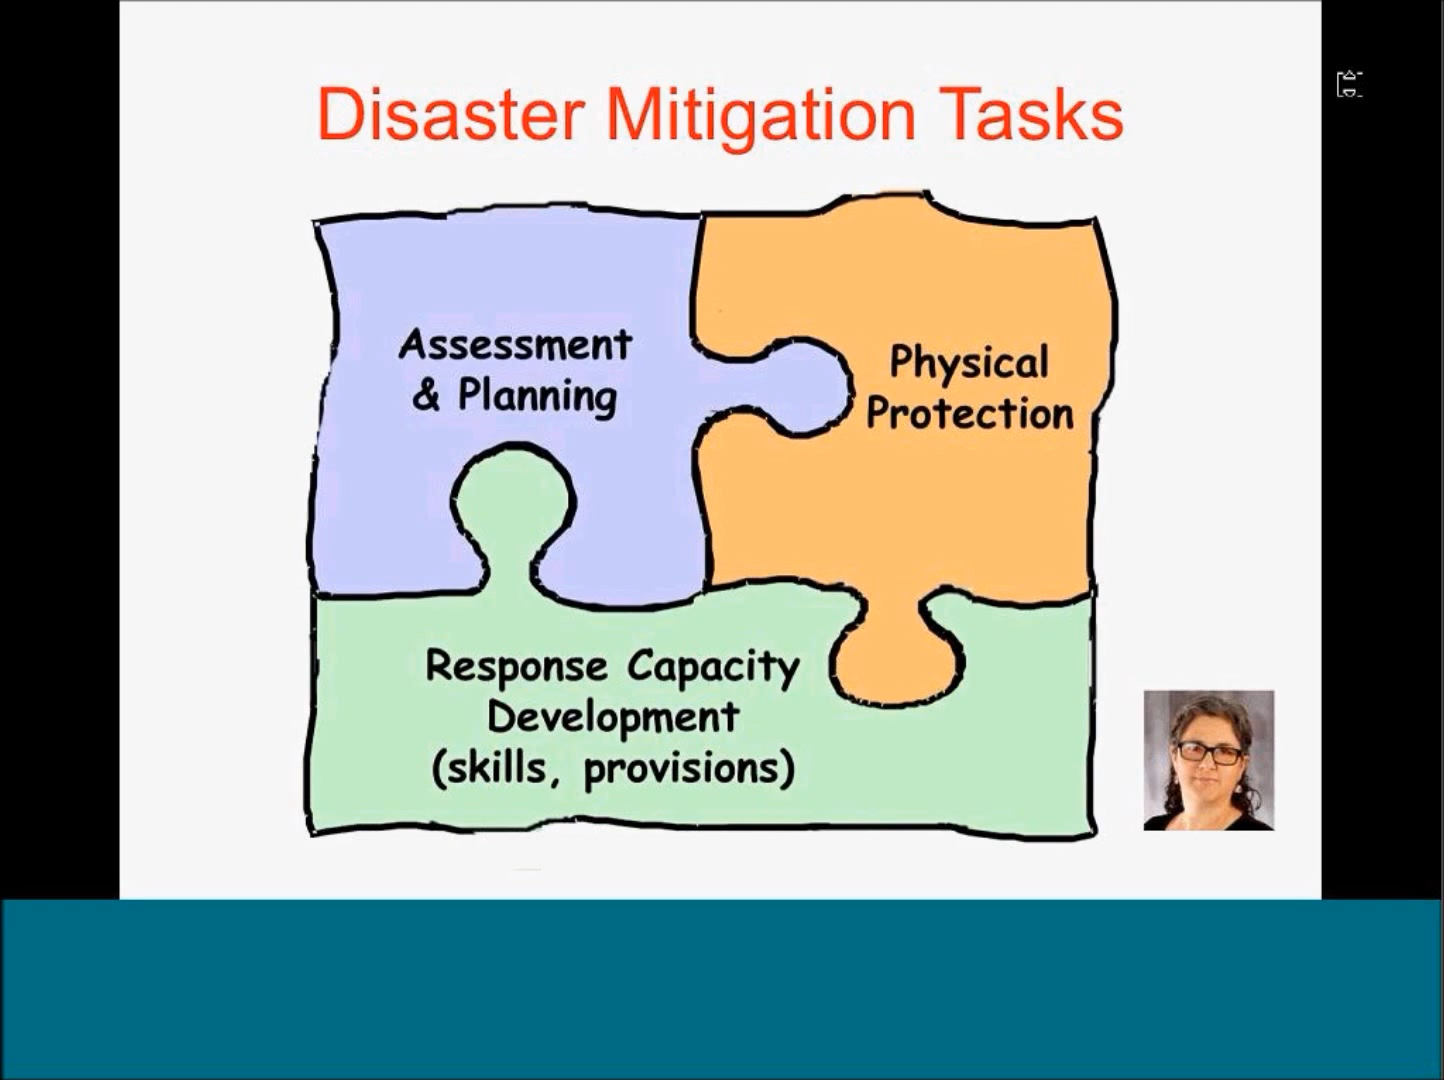 Disaster Mitigation Tasks
Assessment
& Planning
Physical
Protection
Response Capacity
Development
(skills, provisions)